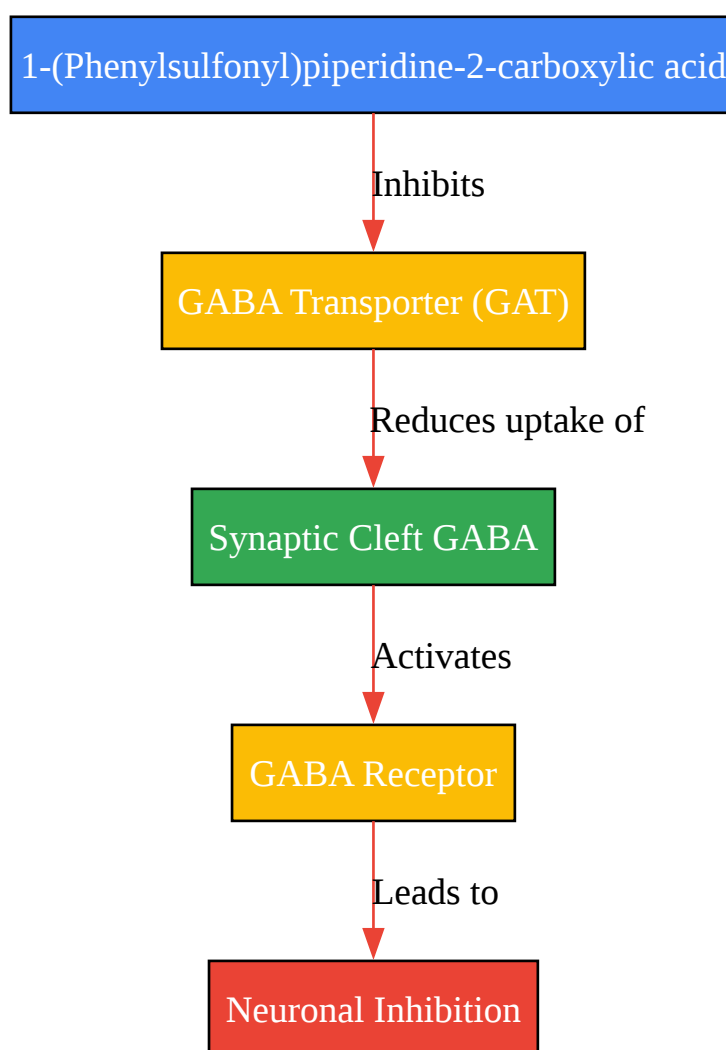 1-(Phenylsulfonyl)piperidine-2-carboxylic acid
Inhibits
GABA Transporter (GAT)
Reduces uptake of
Synaptic Cleft GABA
Activates
GABA Receptor
Leads to
Neuronal Inhibition